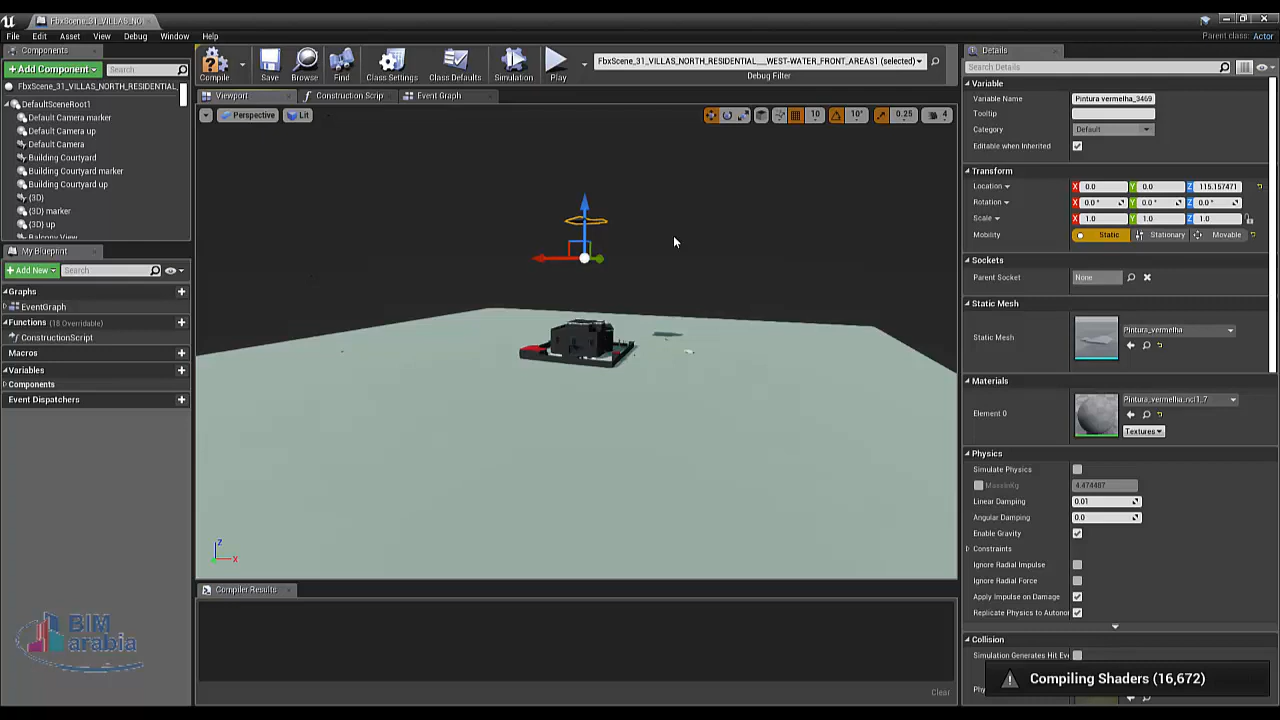 FbxScene_31_VILLAS_NOI
File Edit Asset View Debug Window Help
Parent class: Actor
Components
Add Component
Search
FbxScene_31_VILLAS_NORTH_RESIDENTIAL_
DefaultSceneRoot1
Default Camera marker
Default Camera up
Default Camera
Building Courtyard
Building Courtyard marker
Building Courtyard up
{3D}
{3D} marker
{3D} up
Balcony View
My Blueprint
Add New
Search
Graphs
EventGraph
Functions (18 Overridable)
ConstructionScript
Macros
Variables
Components
Event Dispatchers
BIM
arabia
Compile
Save
Browse
Find
Class Settings
Class Defaults
Simulation
Play
FbxScene_31_VILLAS_NORTH_RESIDENTIAL__WEST-WATER_FRONT_AREAS1 (selected)
Debug Filter
Viewport
Construction Scrip
Event Graph
Perspective
Lit
10
10°
0.25
4
Z
X
Compiler Results
Clear
Details
Search Details
Variable
Variable Name Pintura vermelha_3469
Tooltip
Category Default
Editable when Inherited
Transform
Location X 0.0 Y 0.0 Z 115.157471
Rotation X 0.0 ° Y 0.0 ° Z 0.0 °
Scale X 1.0 Y 1.0 Z 1.0
Mobility Static Stationary Movable
Sockets
Parent Socket None
Static Mesh
Static Mesh Pintura_vermelha
Materials
Element 0 Pintura_vermelha_ncl1_7
Textures
Physics
Simulate Physics
MassInKg 4.474407
Linear Damping 0.01
Angular Damping 0.0
Enable Gravity
Constraints
Ignore Radial Impulse
Ignore Radial Force
Apply Impulse on Damage
Replicate Physics to Autonom
Collision
Simulation Generates Hit Eve
Compiling Shaders (16,672)